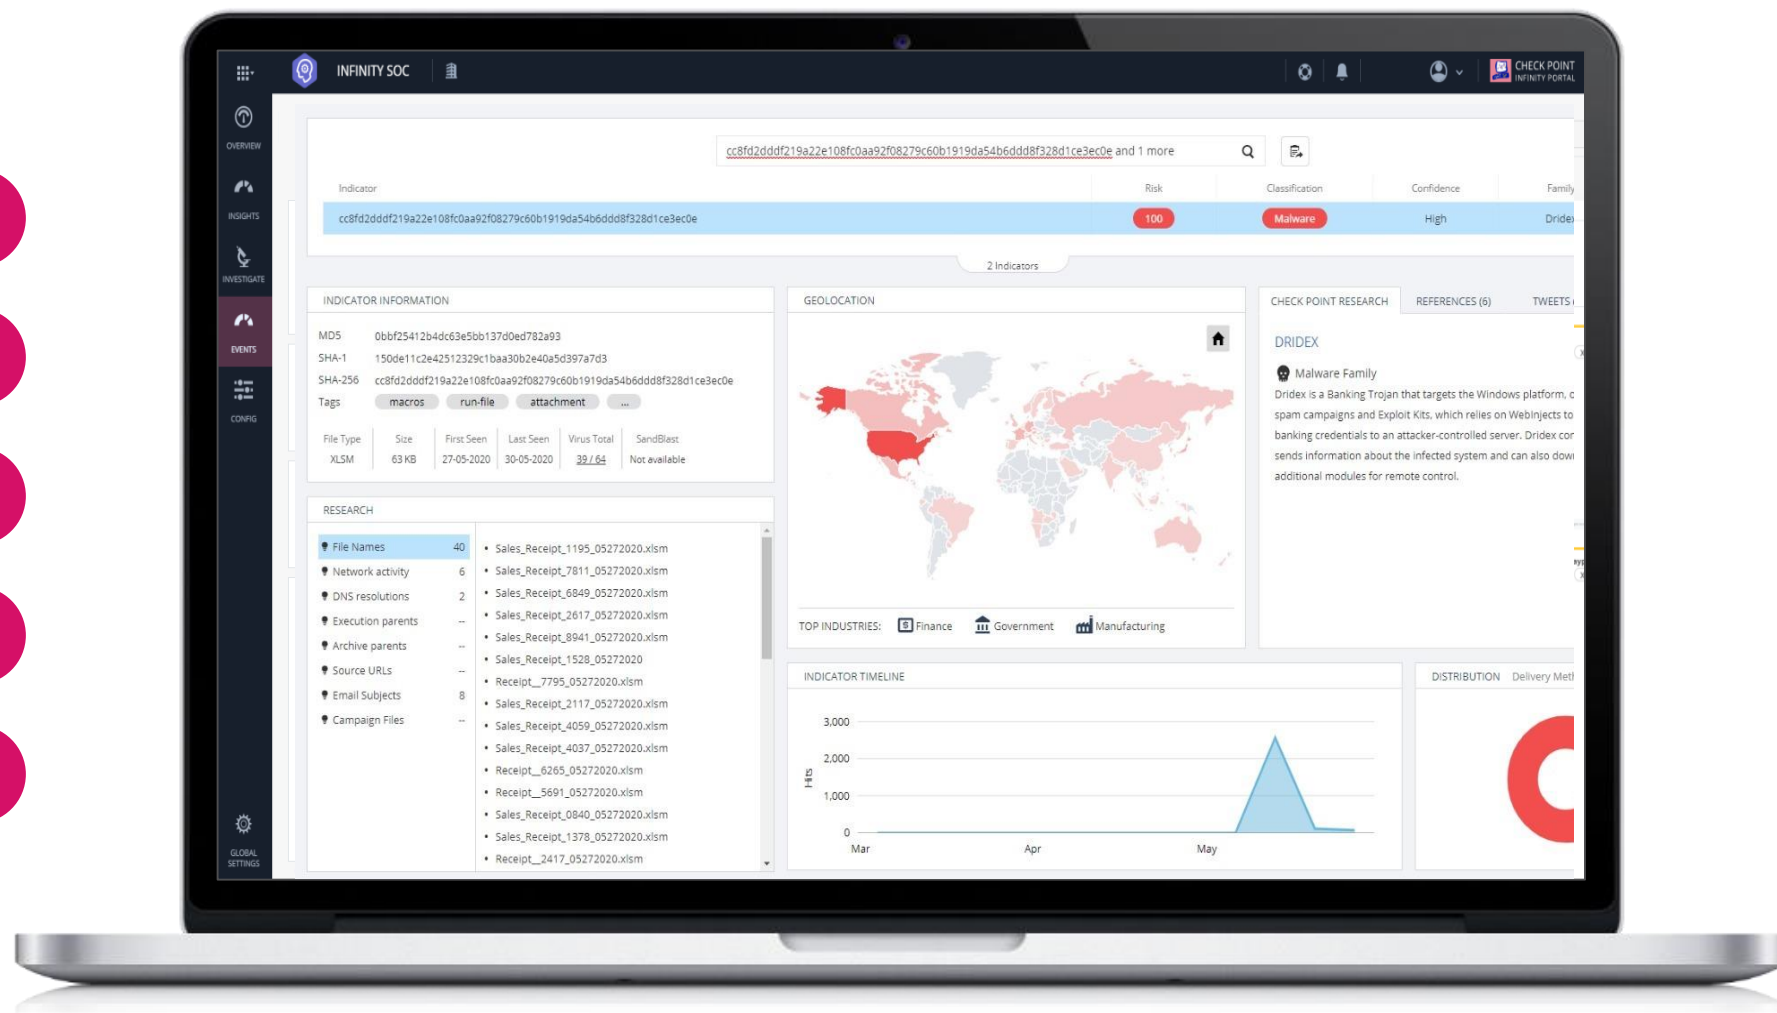 INFINITY SOC
CHECK POINT
INFINITY PORTAL
OVERVIEW
INSIGHTS
INVESTIGATE
EVENTS
CONFIG
GLOBAL
SETTINGS
cc8fd2dddf219a22e108fc0aa92f08279c60b1919da54b6ddd8f328d1ce3ec0e and 1 more
Indicator Risk Classification Confidence Family
cc8fd2dddf219a22e108fc0aa92f08279c60b1919da54b6ddd8f328d1ce3ec0e 100 Malware High Dridex
2 Indicators
INDICATOR INFORMATION
MD5 0bbf25412b4dc63e5bb137d0ed782a93
SHA-1 150de11c2e42512329c1baa30b2e40a5d397a7d3
SHA-256 cc8fd2dddf219a22e108fc0aa92f08279c60b1919da54b6ddd8f328d1ce3ec0e
Tags macros run-file attachment ...
File Type Size First Seen Last Seen Virus Total SandBlast
XLSM 63 KB 27-05-2020 30-05-2020 39 / 64 Not available
RESEARCH
File Names 40
Network activity 6
DNS resolutions 2
Execution parents --
Archive parents --
Source URLs --
Email Subjects 8
Campaign Files --
• Sales_Receipt_1195_05272020.xlsm
• Sales_Receipt_7811_05272020.xlsm
• Sales_Receipt_6849_05272020.xlsm
• Sales_Receipt_2617_05272020.xlsm
• Sales_Receipt_8941_05272020.xlsm
• Sales_Receipt_1528_05272020
• Receipt__7795_05272020.xlsm
• Sales_Receipt_2117_05272020.xlsm
• Sales_Receipt_4059_05272020.xlsm
• Sales_Receipt_4037_05272020.xlsm
• Receipt__6265_05272020.xlsm
• Receipt__5691_05272020.xlsm
• Sales_Receipt_0840_05272020.xlsm
• Sales_Receipt_1378_05272020.xlsm
• Receipt__2417_05272020.xlsm
GEOLOCATION
TOP INDUSTRIES: Finance Government Manufacturing
CHECK POINT RESEARCH REFERENCES (6) TWEETS
DRIDEX
Malware Family
Dridex is a Banking Trojan that targets the Windows platform,
spam campaigns and Exploit Kits, which relies on WebInjects to
banking credentials to an attacker-controlled server. Dridex
sends information about the infected system and can also
additional modules for remote control.
INDICATOR TIMELINE
3,000
2,000
1,000
0
Hits
Mar Apr May
DISTRIBUTION Delivery